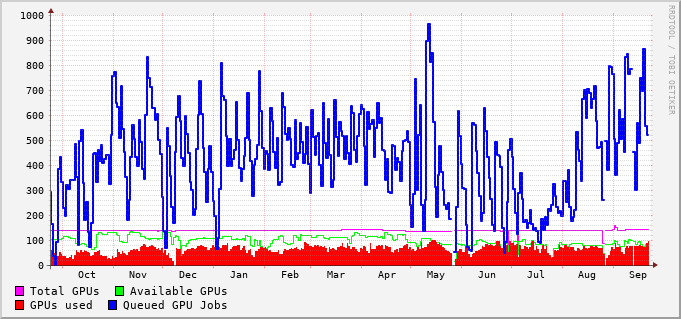 1000
900
800
700
600
500
400
300
200
100
0
Oct Nov Dec Jan Feb Mar Apr May Jun Jul Aug Sep
Total GPUs Available GPUs
GPUs used Queued GPU Jobs
RRDTOOL / TOBI OETIKER